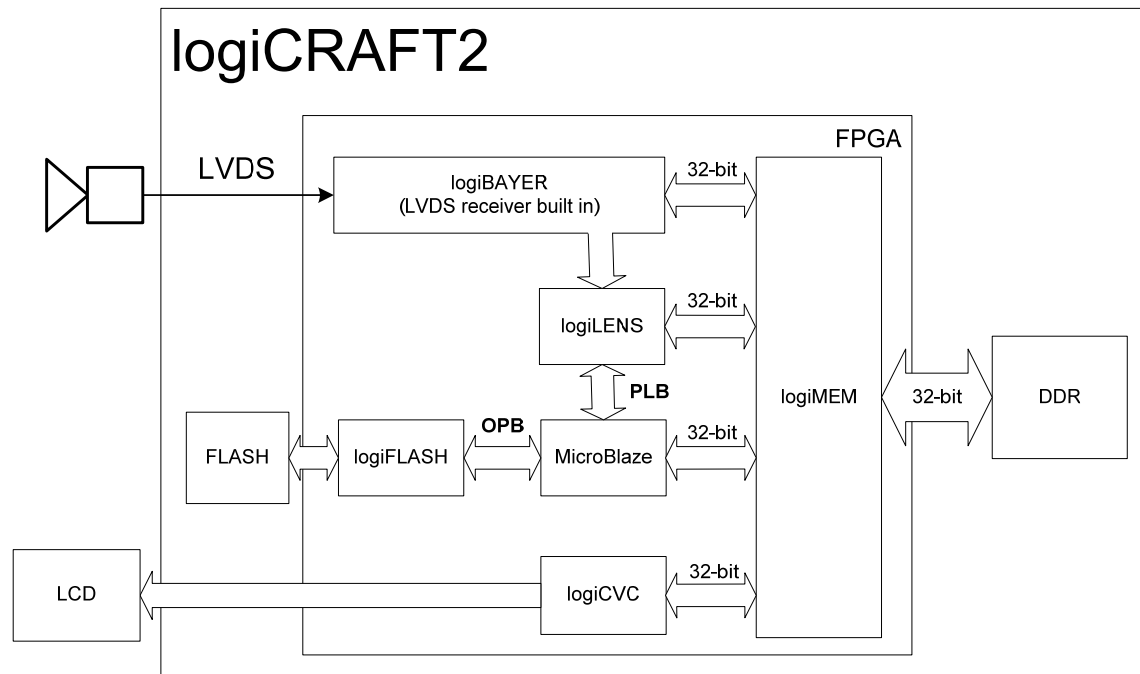 logiCRAFT2
FPGA
LVDS
logiBAYER
(LVDS receiver built in)
32-bit
logiLENS
32-bit
PLB
logiMEM
32-bit
DDR
FLASH
logiFLASH
OPB
MicroBlaze
32-bit
LCD
logiCVC
32-bit